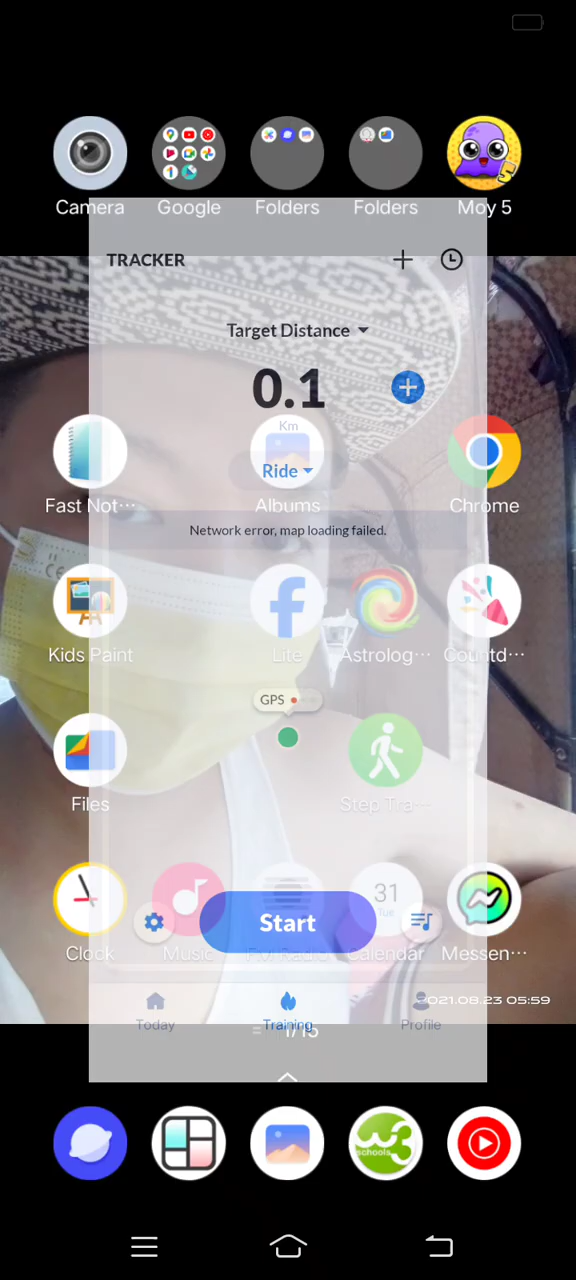 Camera
Google
Folders
Folders
Moy 5
TRACKER
Target Distance
0.1
Km
Ride
Fast Not···
Albums
Chrome
Network error, map loading failed.
Kids Paint
Lite
Astrolog···
Countd···
GPS
Files
Step Tra···
31
Tue
Start
Clock
Music
FM Radio
Calendar
Messen···
021.08.23 05:59
Today
Training
Profile
1/15
w3
schools